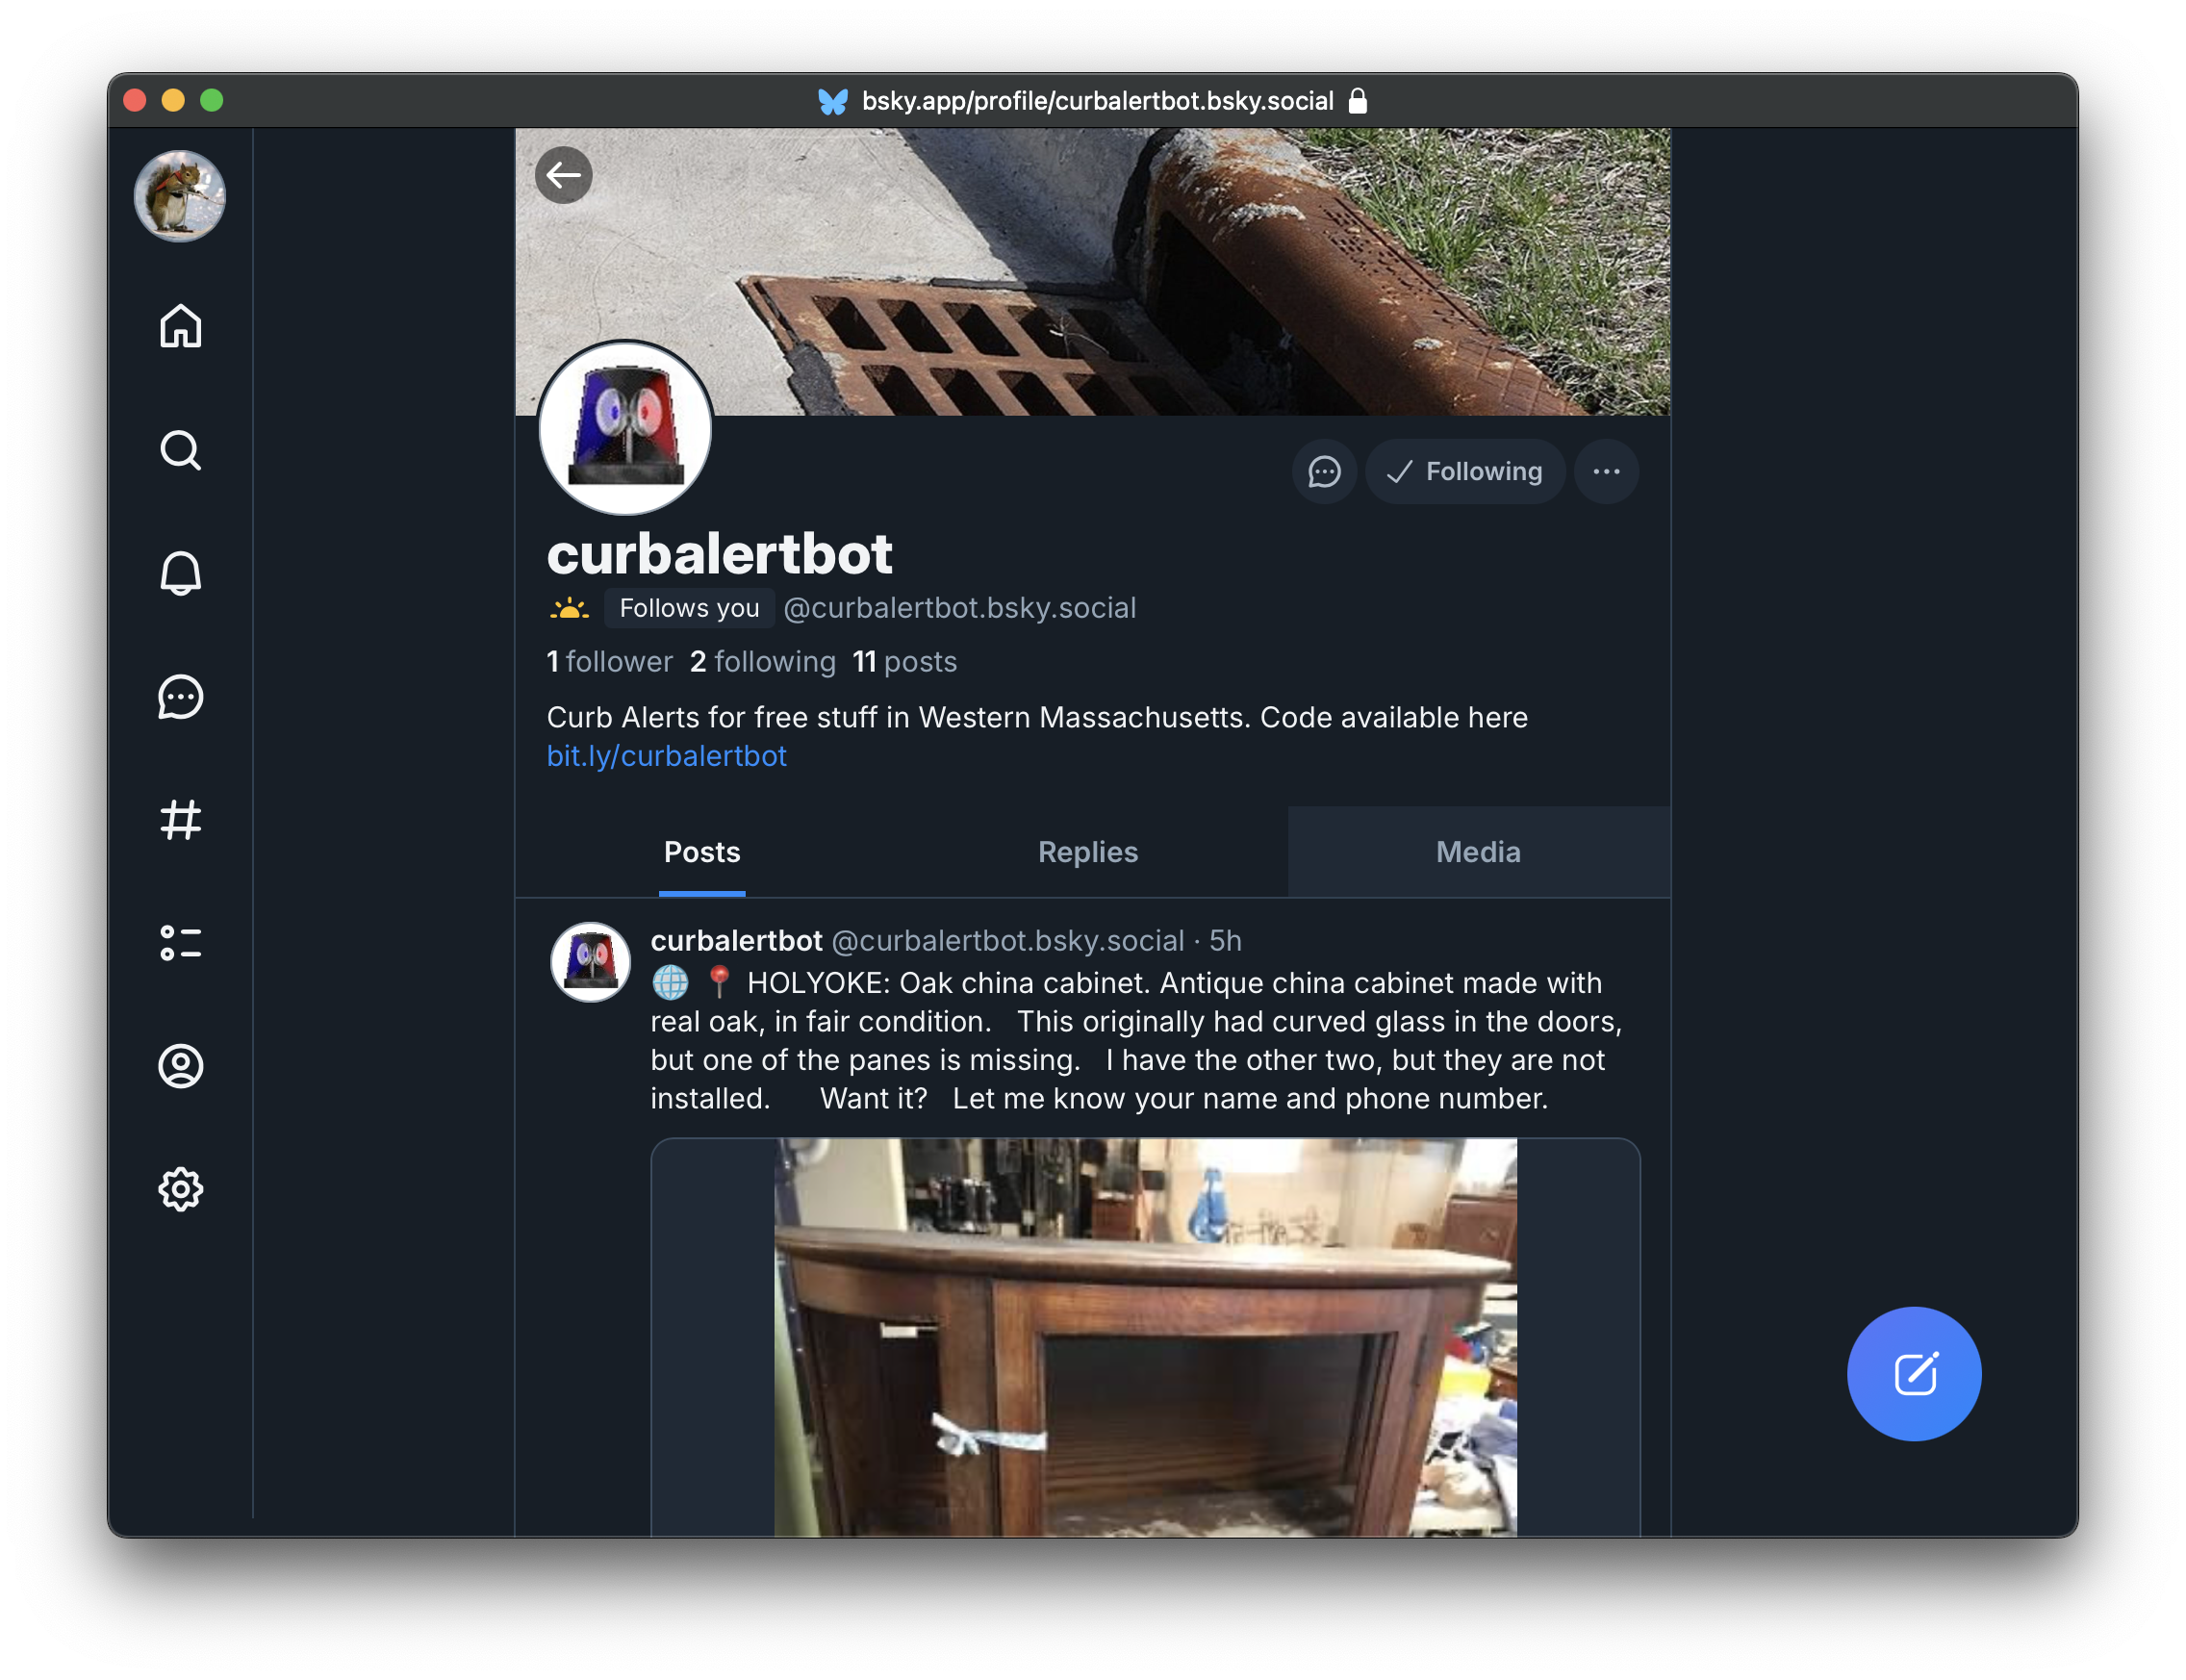 bsky.app/profile/curbalertbot.bsky.social
Following
curbalertbot
Follows you @curbalertbot.bsky.social
1 follower 2 following 11 posts
Curb Alerts for free stuff in Western Massachusetts. Code available here
bit.ly/curbalertbot
Posts Replies Media
curbalertbot @curbalertbot.bsky.social · 5h
🌐 📍 HOLYOKE: Oak china cabinet. Antique china cabinet made with
real oak, in fair condition.   This originally had curved glass in the doors,
but one of the panes is missing.   I have the other two, but they are not
installed.      Want it?   Let me know your name and phone number.